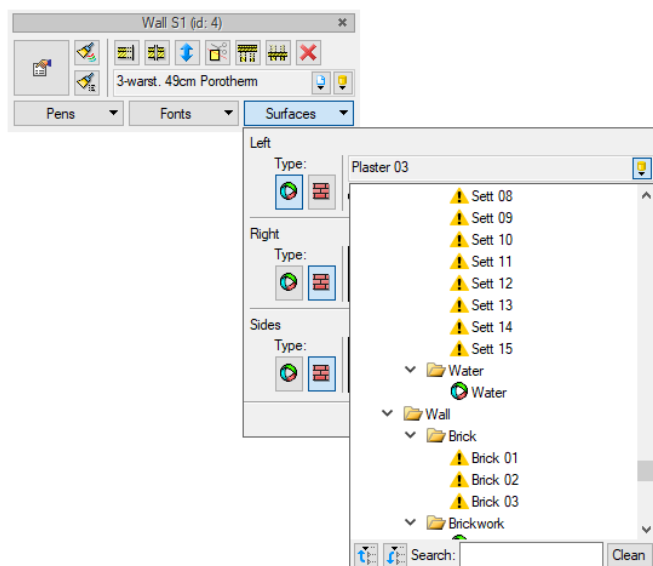 Wall S1 (id: 4)
3-warst. 49cm Porotherm
Pens
Fonts
Surfaces
Left
Type:
Plaster 03
Right
Type:
Sides
Type:
Sett 08
Sett 09
Sett 10
Sett 11
Sett 12
Sett 13
Sett 14
Sett 15
Water
Water
Wall
Brick
Brick 01
Brick 02
Brick 03
Brickwork
Search:
Clean